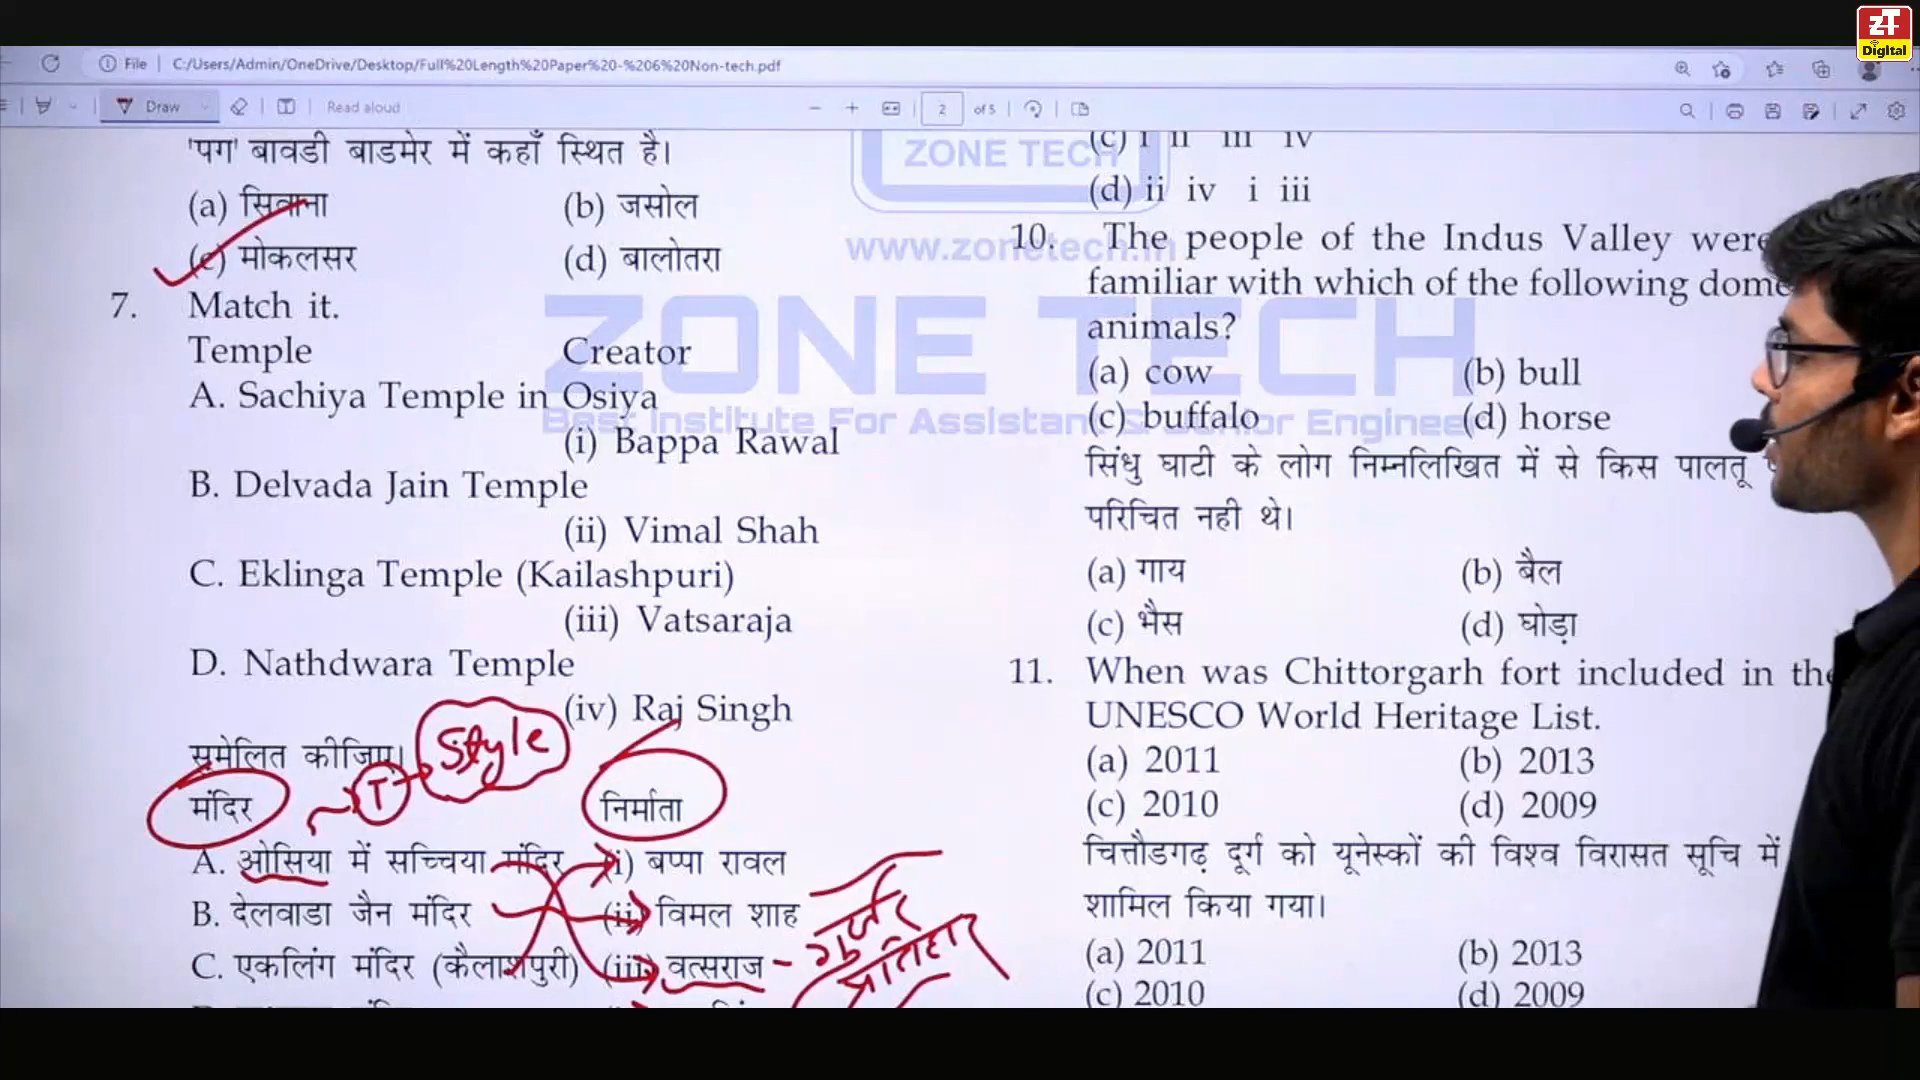 ZT
Digital
File
C:/Users/Admin/OneDrive/Desktop/Full%20Length%20Paper%20-%206%20Non-tech.pdf
Draw
Read aloud
2
of 5
ZONE TECH
www.zonetech.in
ZONE TECH
Best Institute For Assistant & Junior Engineer
'पग' बावडी बाडमेर में कहाँ स्थित है।
(a) सिवाना
(b) जसोल
(c) मोकलसर
(d) बालोतरा
7. Match it.
Temple Creator
A. Sachiya Temple in Osiya
(i) Bappa Rawal
B. Delvada Jain Temple
(ii) Vimal Shah
C. Eklinga Temple (Kailashpuri)
(iii) Vatsaraja
D. Nathdwara Temple
(iv) Raj Singh
सुमेलित कीजिए।
T
Style
मंदिर
निर्माता
A. ओसिया में सच्चिया मंदिर (i) बप्पा रावल
B. देलवाडा जैन मंदिर (ii) विमल शाह
C. एकलिंग मंदिर (कैलाशपुरी) (iii) वत्सराज - गुर्जर
प्रतिहार
(c) i ii iii iv
(d) ii iv i iii
10. The people of the Indus Valley were
familiar with which of the following dome
animals?
(a) cow (b) bull
(c) buffalo (d) horse
सिंधु घाटी के लोग निम्नलिखित में से किस पालतू
परिचित नही थे।
(a) गाय (b) बैल
(c) भैस (d) घोड़ा
11. When was Chittorgarh fort included in the
UNESCO World Heritage List.
(a) 2011 (b) 2013
(c) 2010 (d) 2009
चित्तौडगढ़ दूर्ग को यूनेस्कों की विश्व विरासत सूचि में
शामिल किया गया।
(a) 2011 (b) 2013
(c) 2010 (d) 2009